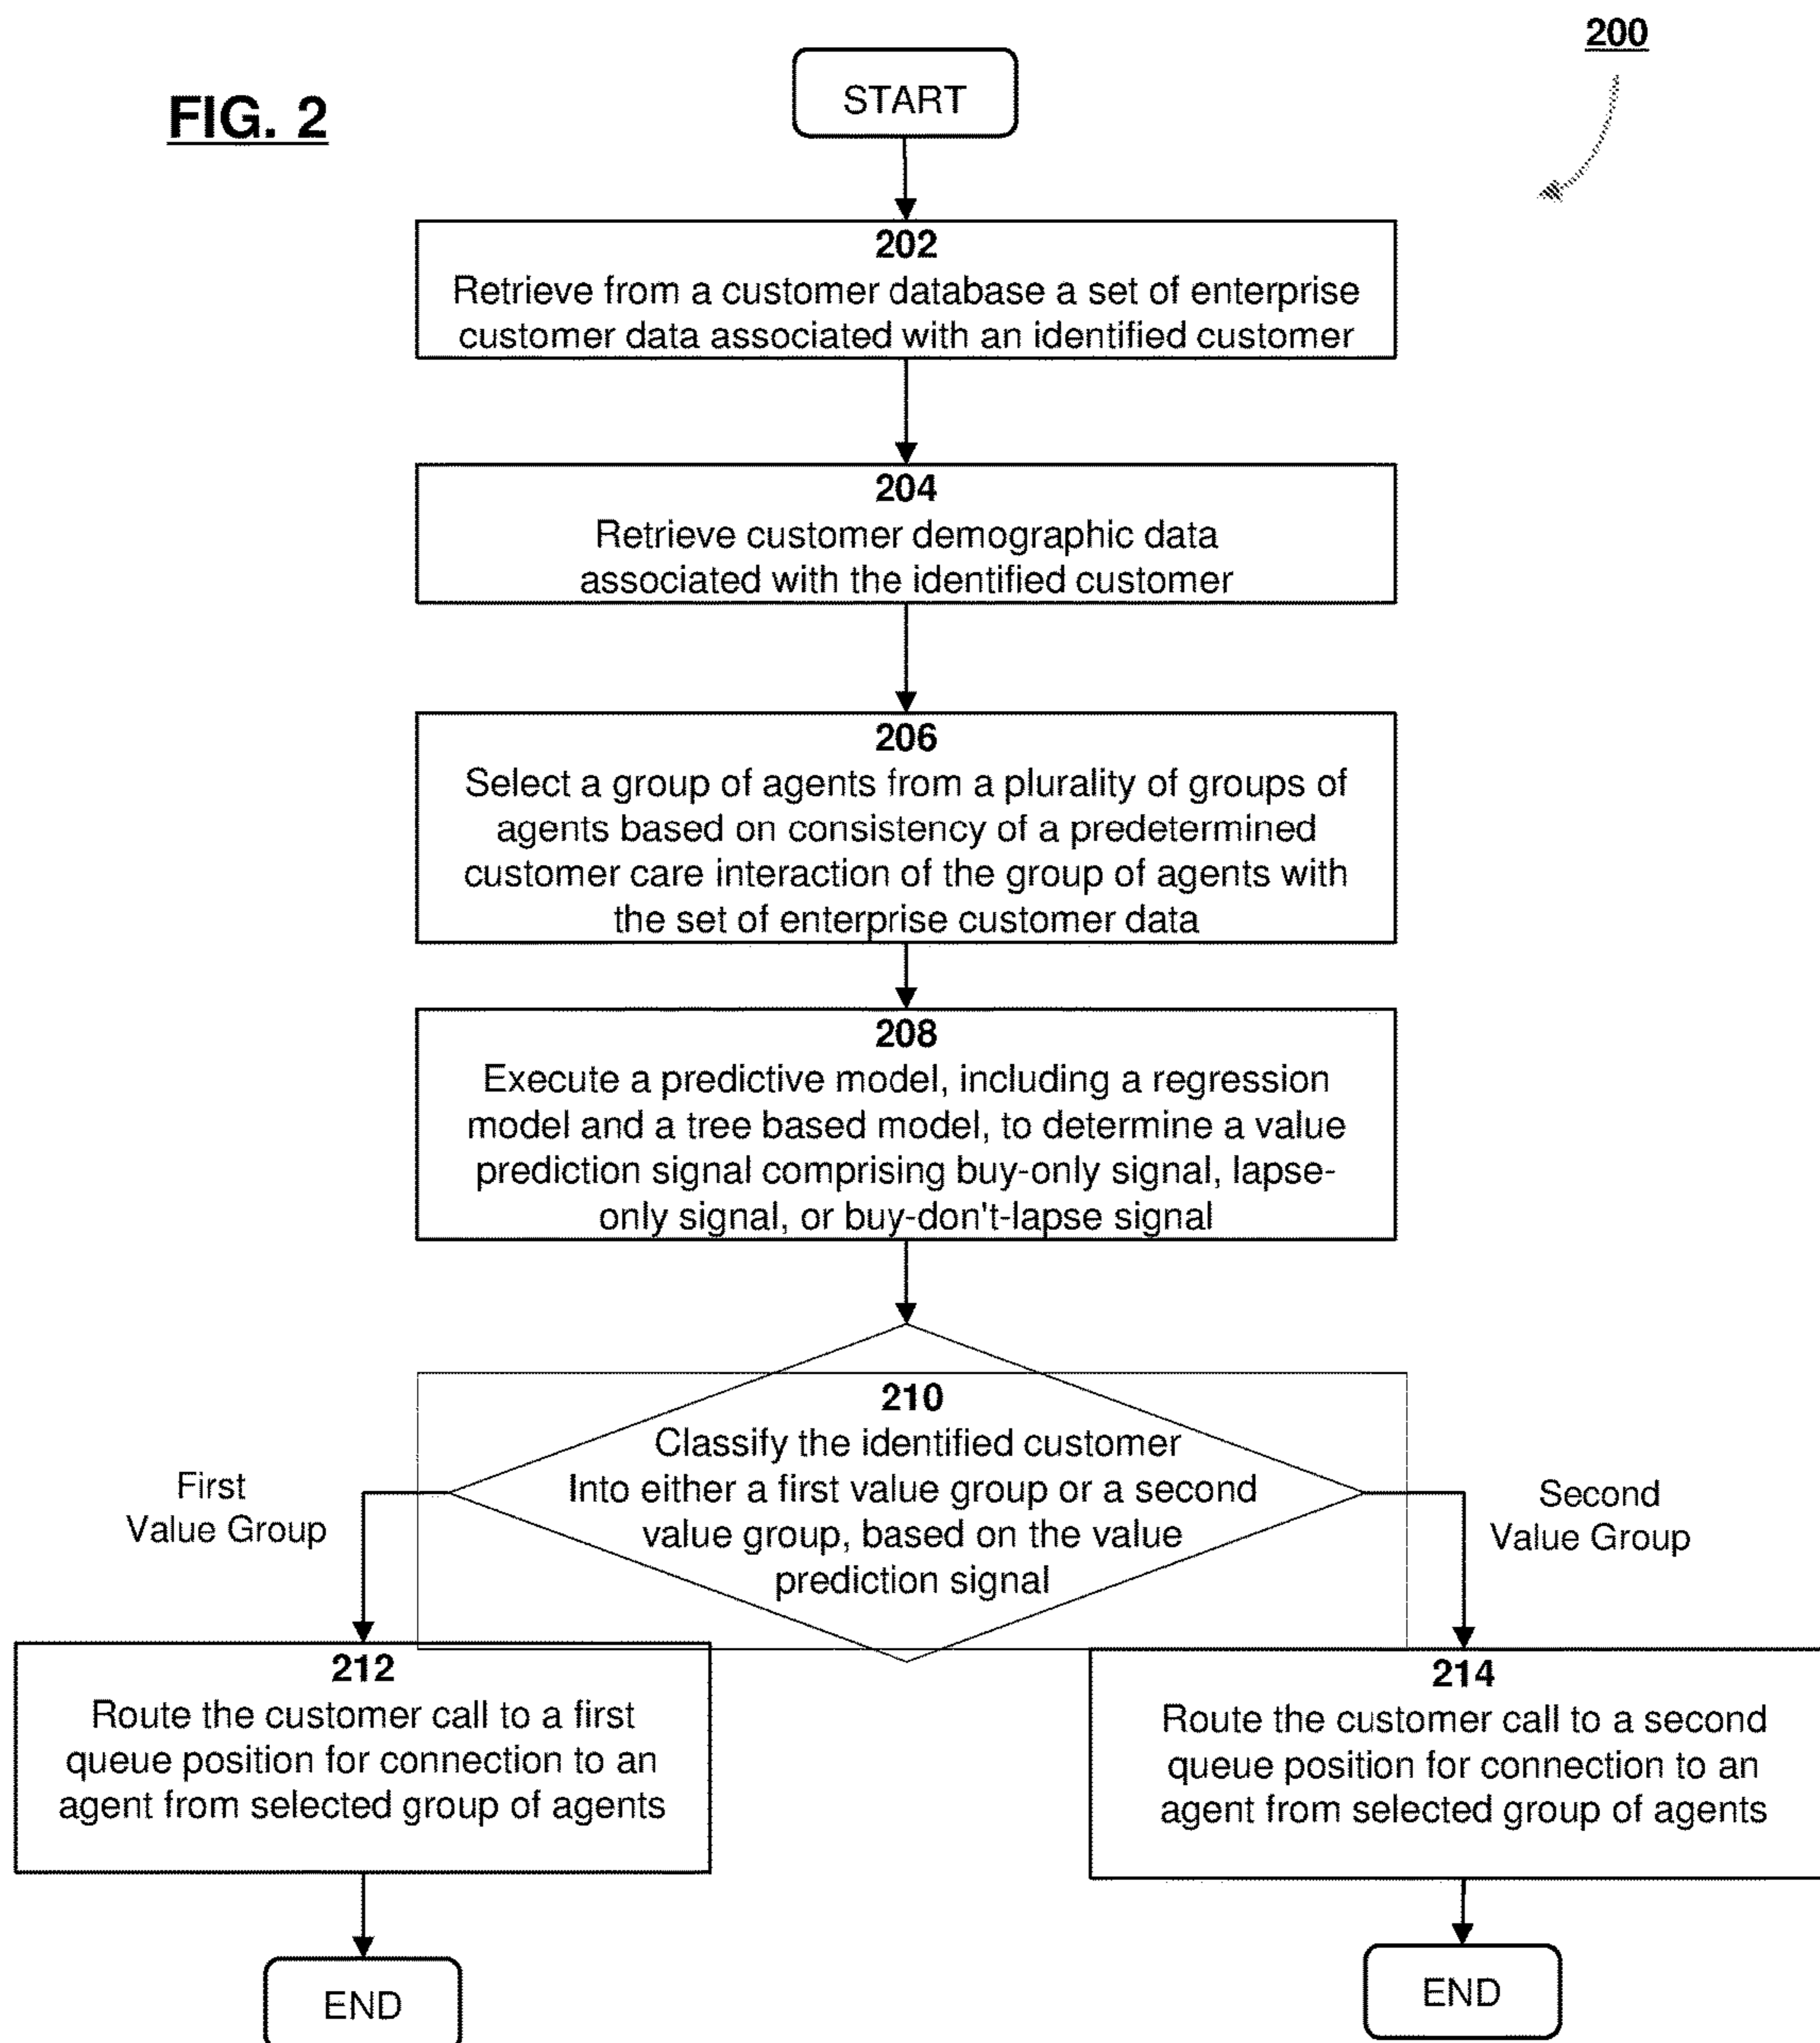 200
FIG. 2
START
202
Retrieve from a customer database a set of enterprise
customer data associated with an identified customer
204
Retrieve customer demographic data
associated with the identified customer
206
Select a group of agents from a plurality of groups of
agents based on consistency of a predetermined
customer care interaction of the group of agents with
the set of enterprise customer data
208
Execute a predictive model, including a regression
model and a tree based model, to determine a value
prediction signal comprising buy-only signal, lapse-
only signal, or buy-don't-lapse signal
210
Classify the identified customer
Into either a first value group or a second
value group, based on the value
prediction signal
First
Value Group
Second
Value Group
212
Route the customer call to a first
queue position for connection to an
agent from selected group of agents
214
Route the customer call to a second
queue position for connection to an
agent from selected group of agents
END
END